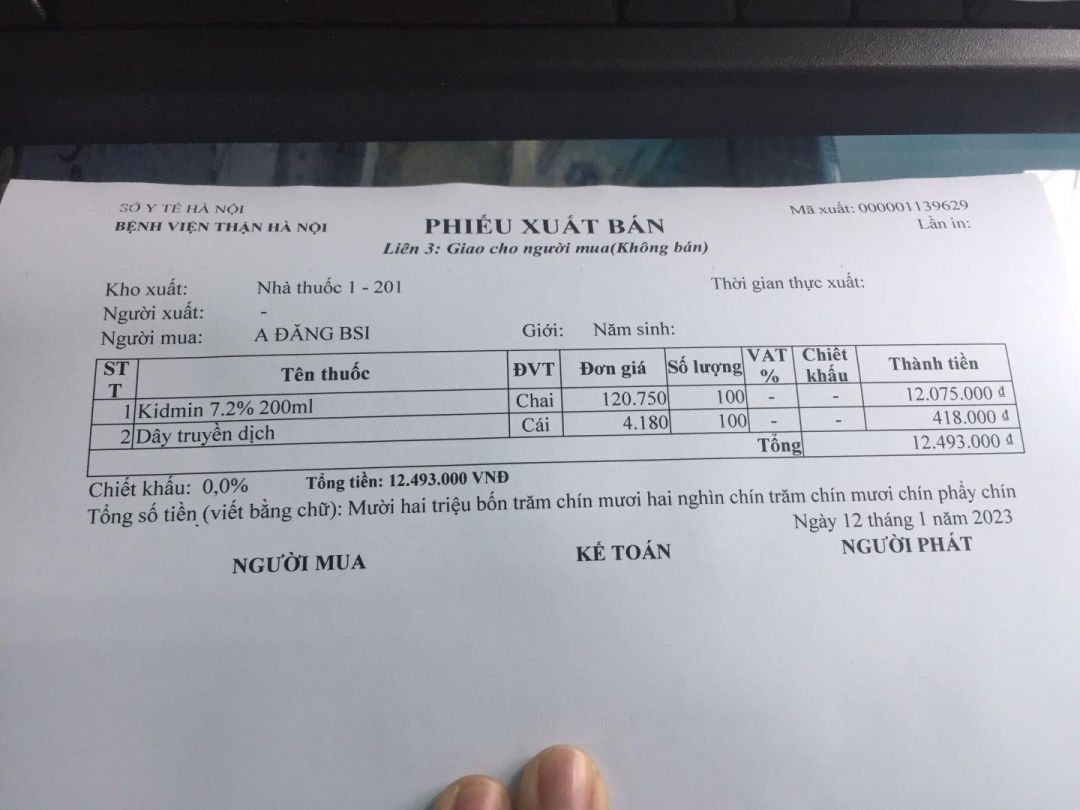 SỞ Y TẾ HÀ NỘI
BỆNH VIỆN THẬN HÀ NỘI
PHIẾU XUẤT BÁN
Liên 3: Giao cho người mua(Không bán)
Mã xuất: 000001139629
Lần in:
Kho xuất: Nhà thuốc 1 - 201
Thời gian thực xuất:
Người xuất: -
Người mua: A ĐĂNG BSI Giới: Năm sinh:
STT Tên thuốc ĐVT Đơn giá Số lượng VAT % Chiết khấu Thành tiền
1 Kidmin 7.2% 200ml Chai 120.750 100 - - 12.075.000 đ
2 Dây truyền dịch Cái 4.180 100 - - 418.000 đ
Tổng 12.493.000 đ
Chiết khấu: 0,0% Tổng tiền: 12.493.000 VNĐ
Tổng số tiền (viết bằng chữ): Mười hai triệu bốn trăm chín mươi hai nghìn chín trăm chín mươi chín phẩy chín
Ngày 12 tháng 1 năm 2023
NGƯỜI MUA KẾ TOÁN NGƯỜI PHÁT